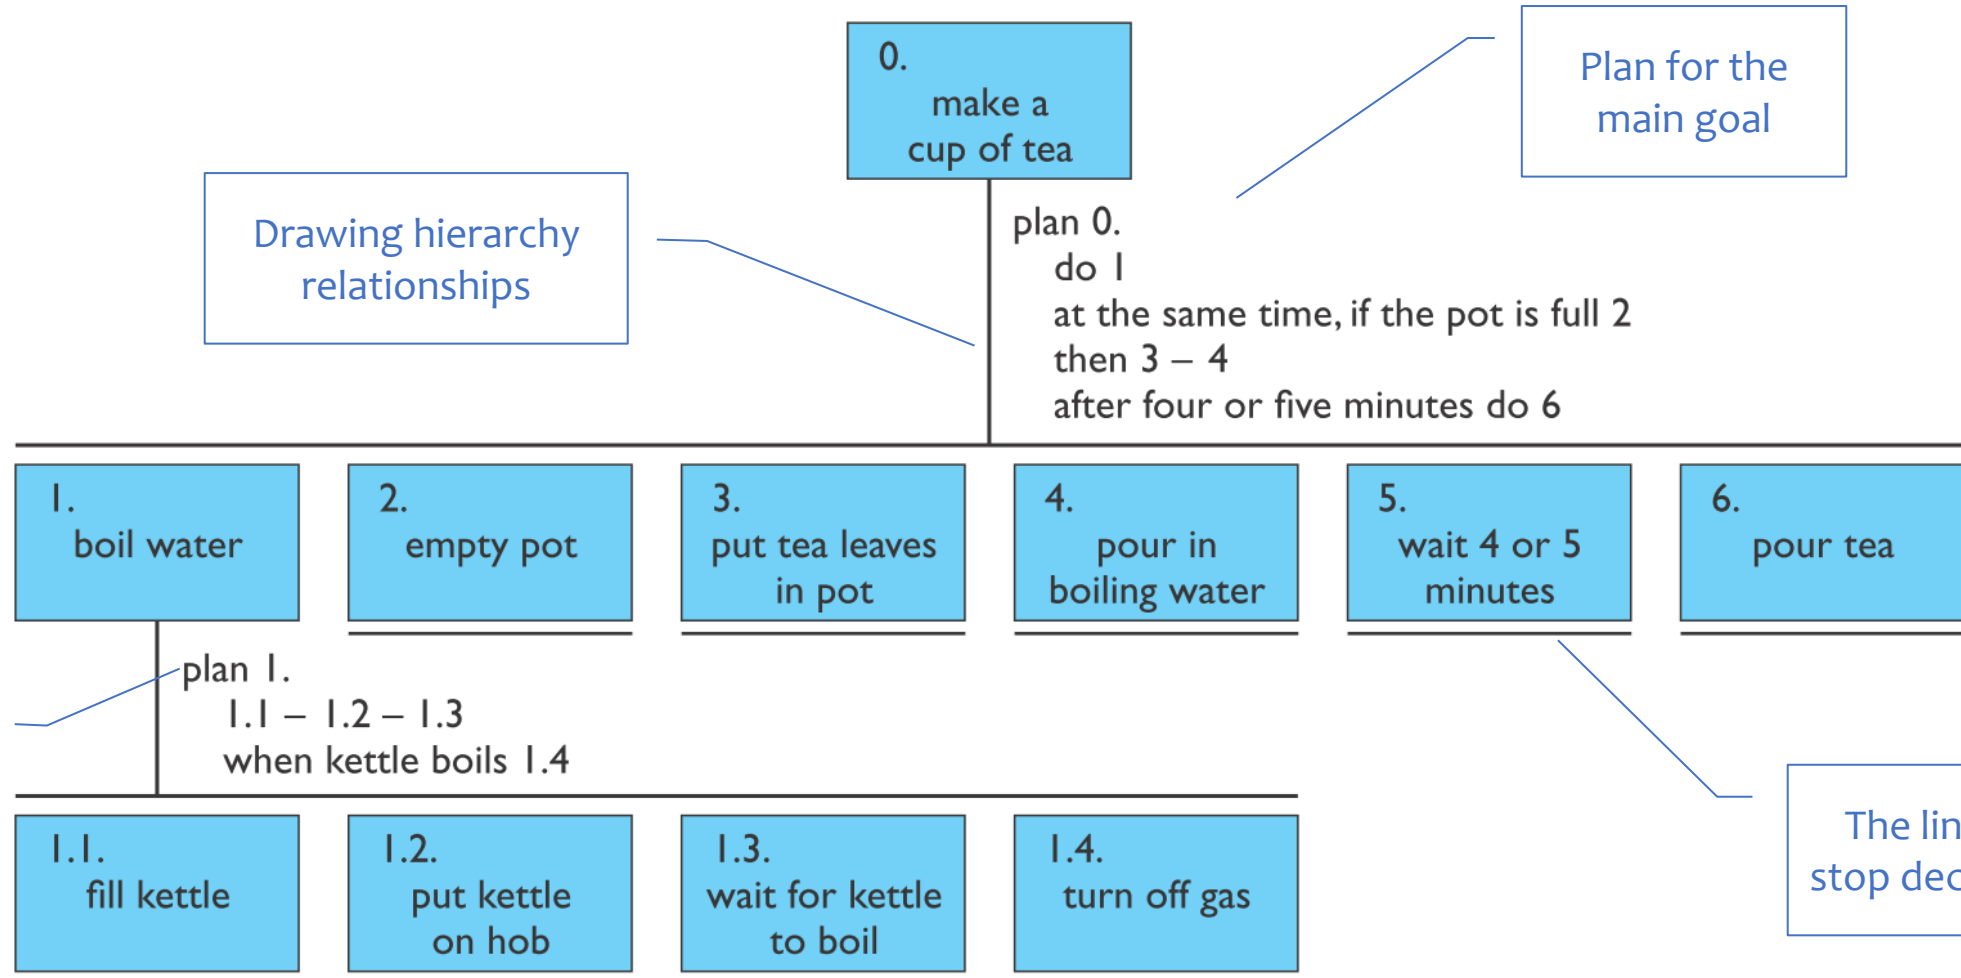 0.
make a
cup of tea
Plan for the
main goal
Drawing hierarchy
relationships
plan 0.
do 1
at the same time, if the pot is full 2
then 3 – 4
after four or five minutes do 6
1.
boil water
2.
empty pot
3.
put tea leaves
in pot
4.
pour in
boiling water
5.
wait 4 or 5
minutes
6.
pour tea
plan 1.
1.1 – 1.2 – 1.3
when kettle boils 1.4
The
stop
1.1.
fill kettle
1.2.
put kettle
on hob
1.3.
wait for kettle
to boil
1.4.
turn off gas